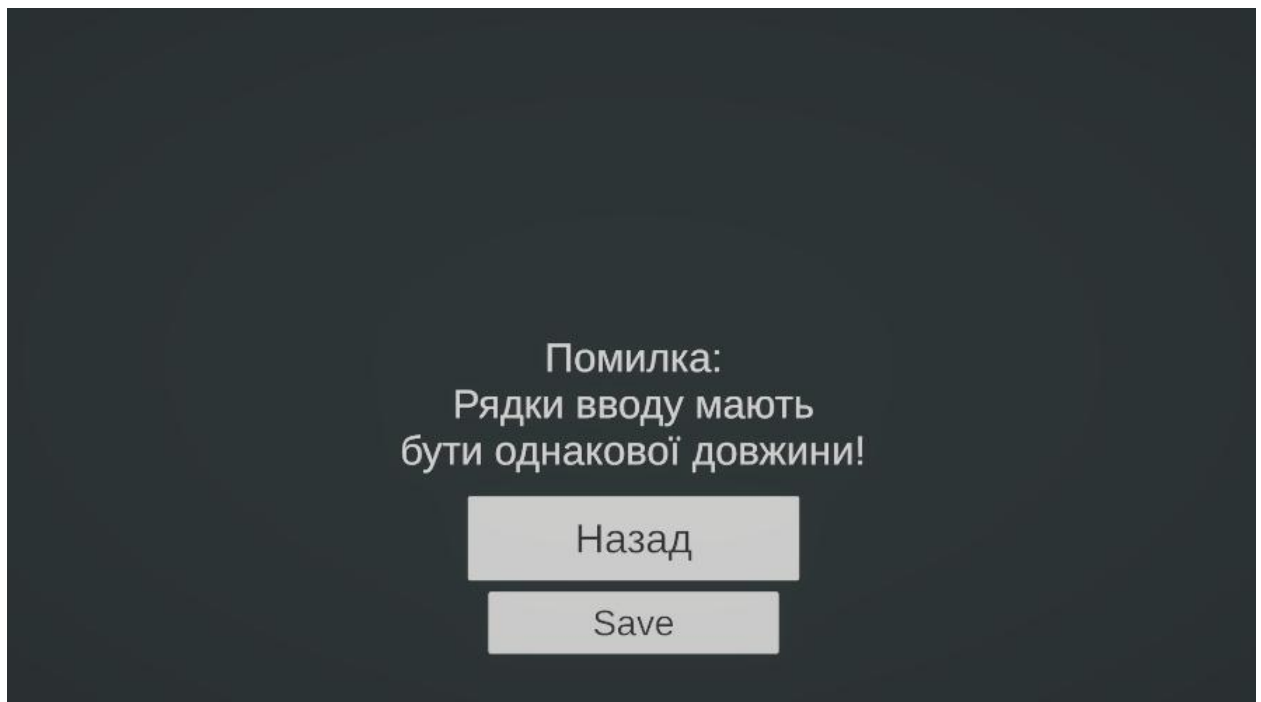 Помилка:
Рядки вводу мають
бути однакової довжини!
Назад
Save